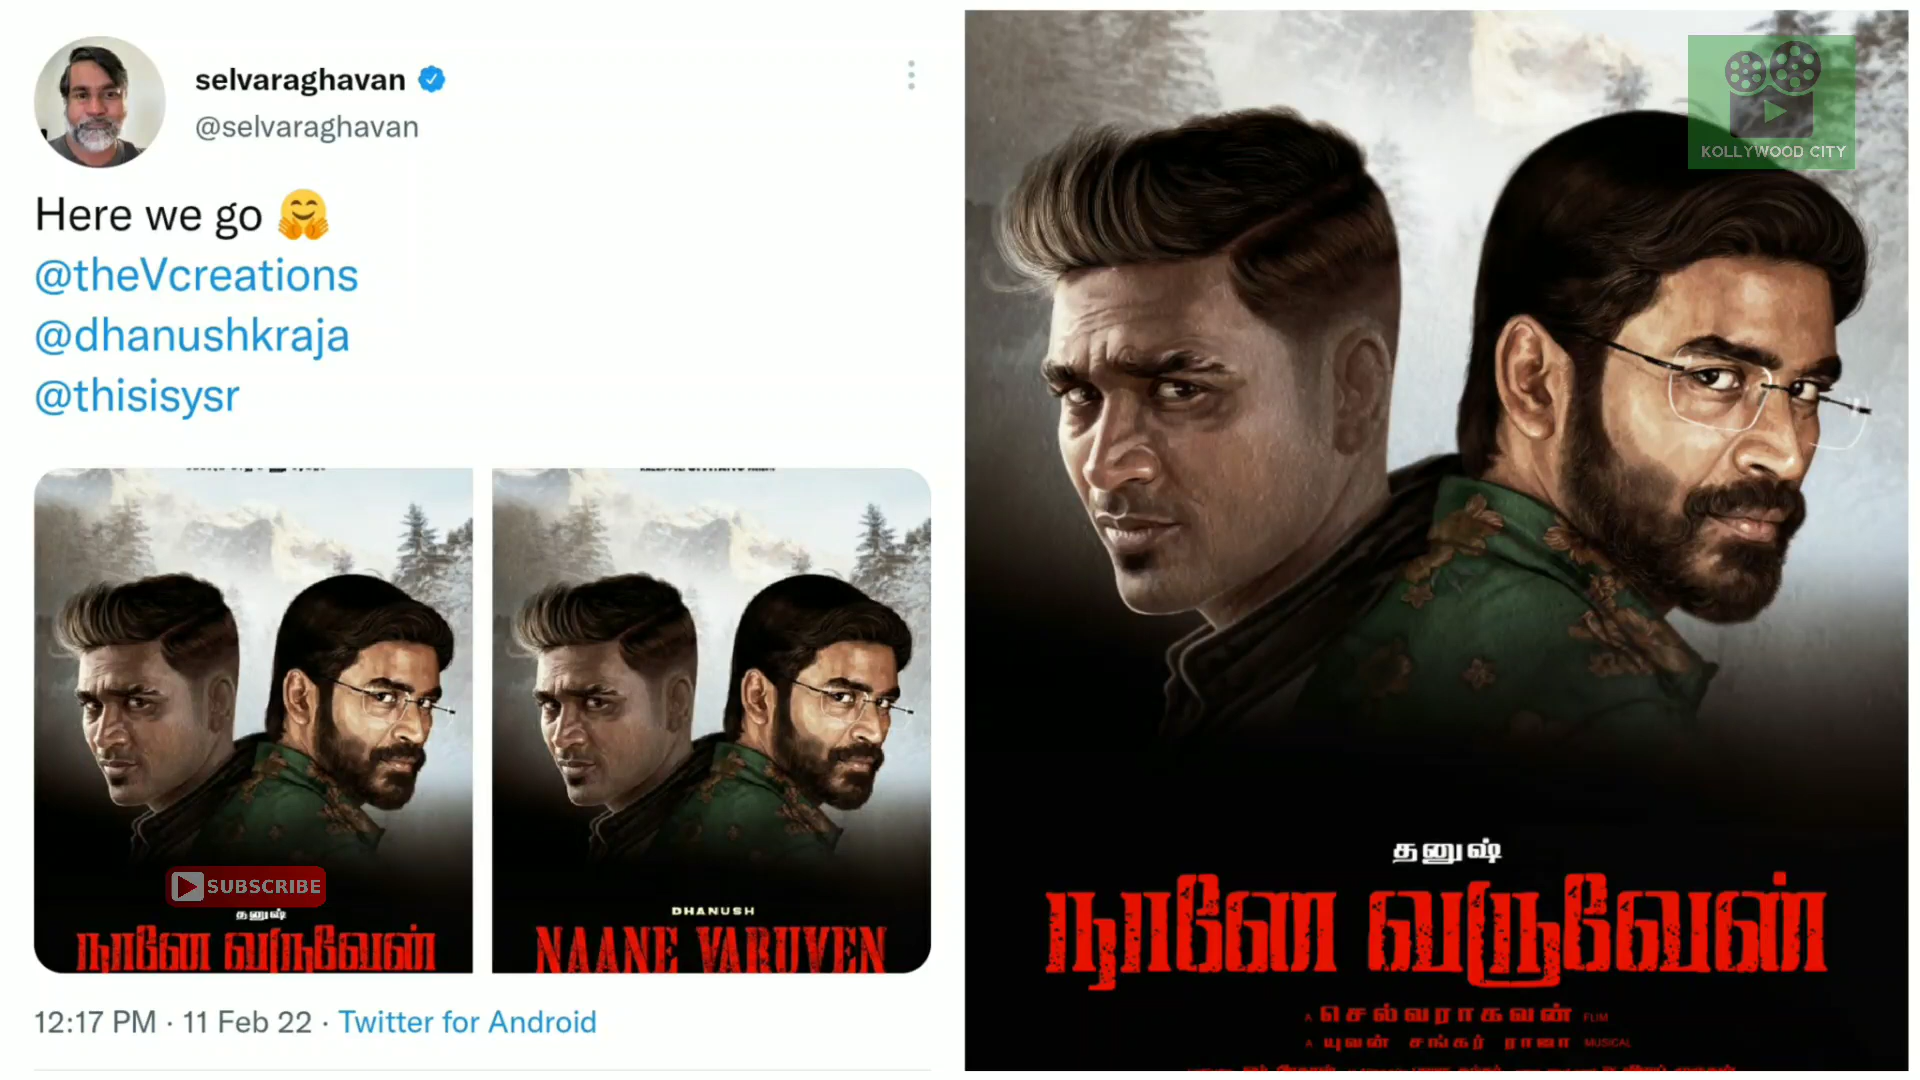 selvaraghavan
@selvaraghavan
Here we go 🤗
@theVcreations
@dhanushkraja
@thisisysr
SUBSCRIBE
தனுஷ்
நானே வருவேன்
DHANUSH
NAANE VARUVEN
12:17 PM · 11 Feb 22 · Twitter for Android
KOLLYWOOD CITY
தனுஷ்
நானே வருவேன்
A செல்வராகவன் FLIM
A யுவன் சங்கர் ராஜா MUSICAL